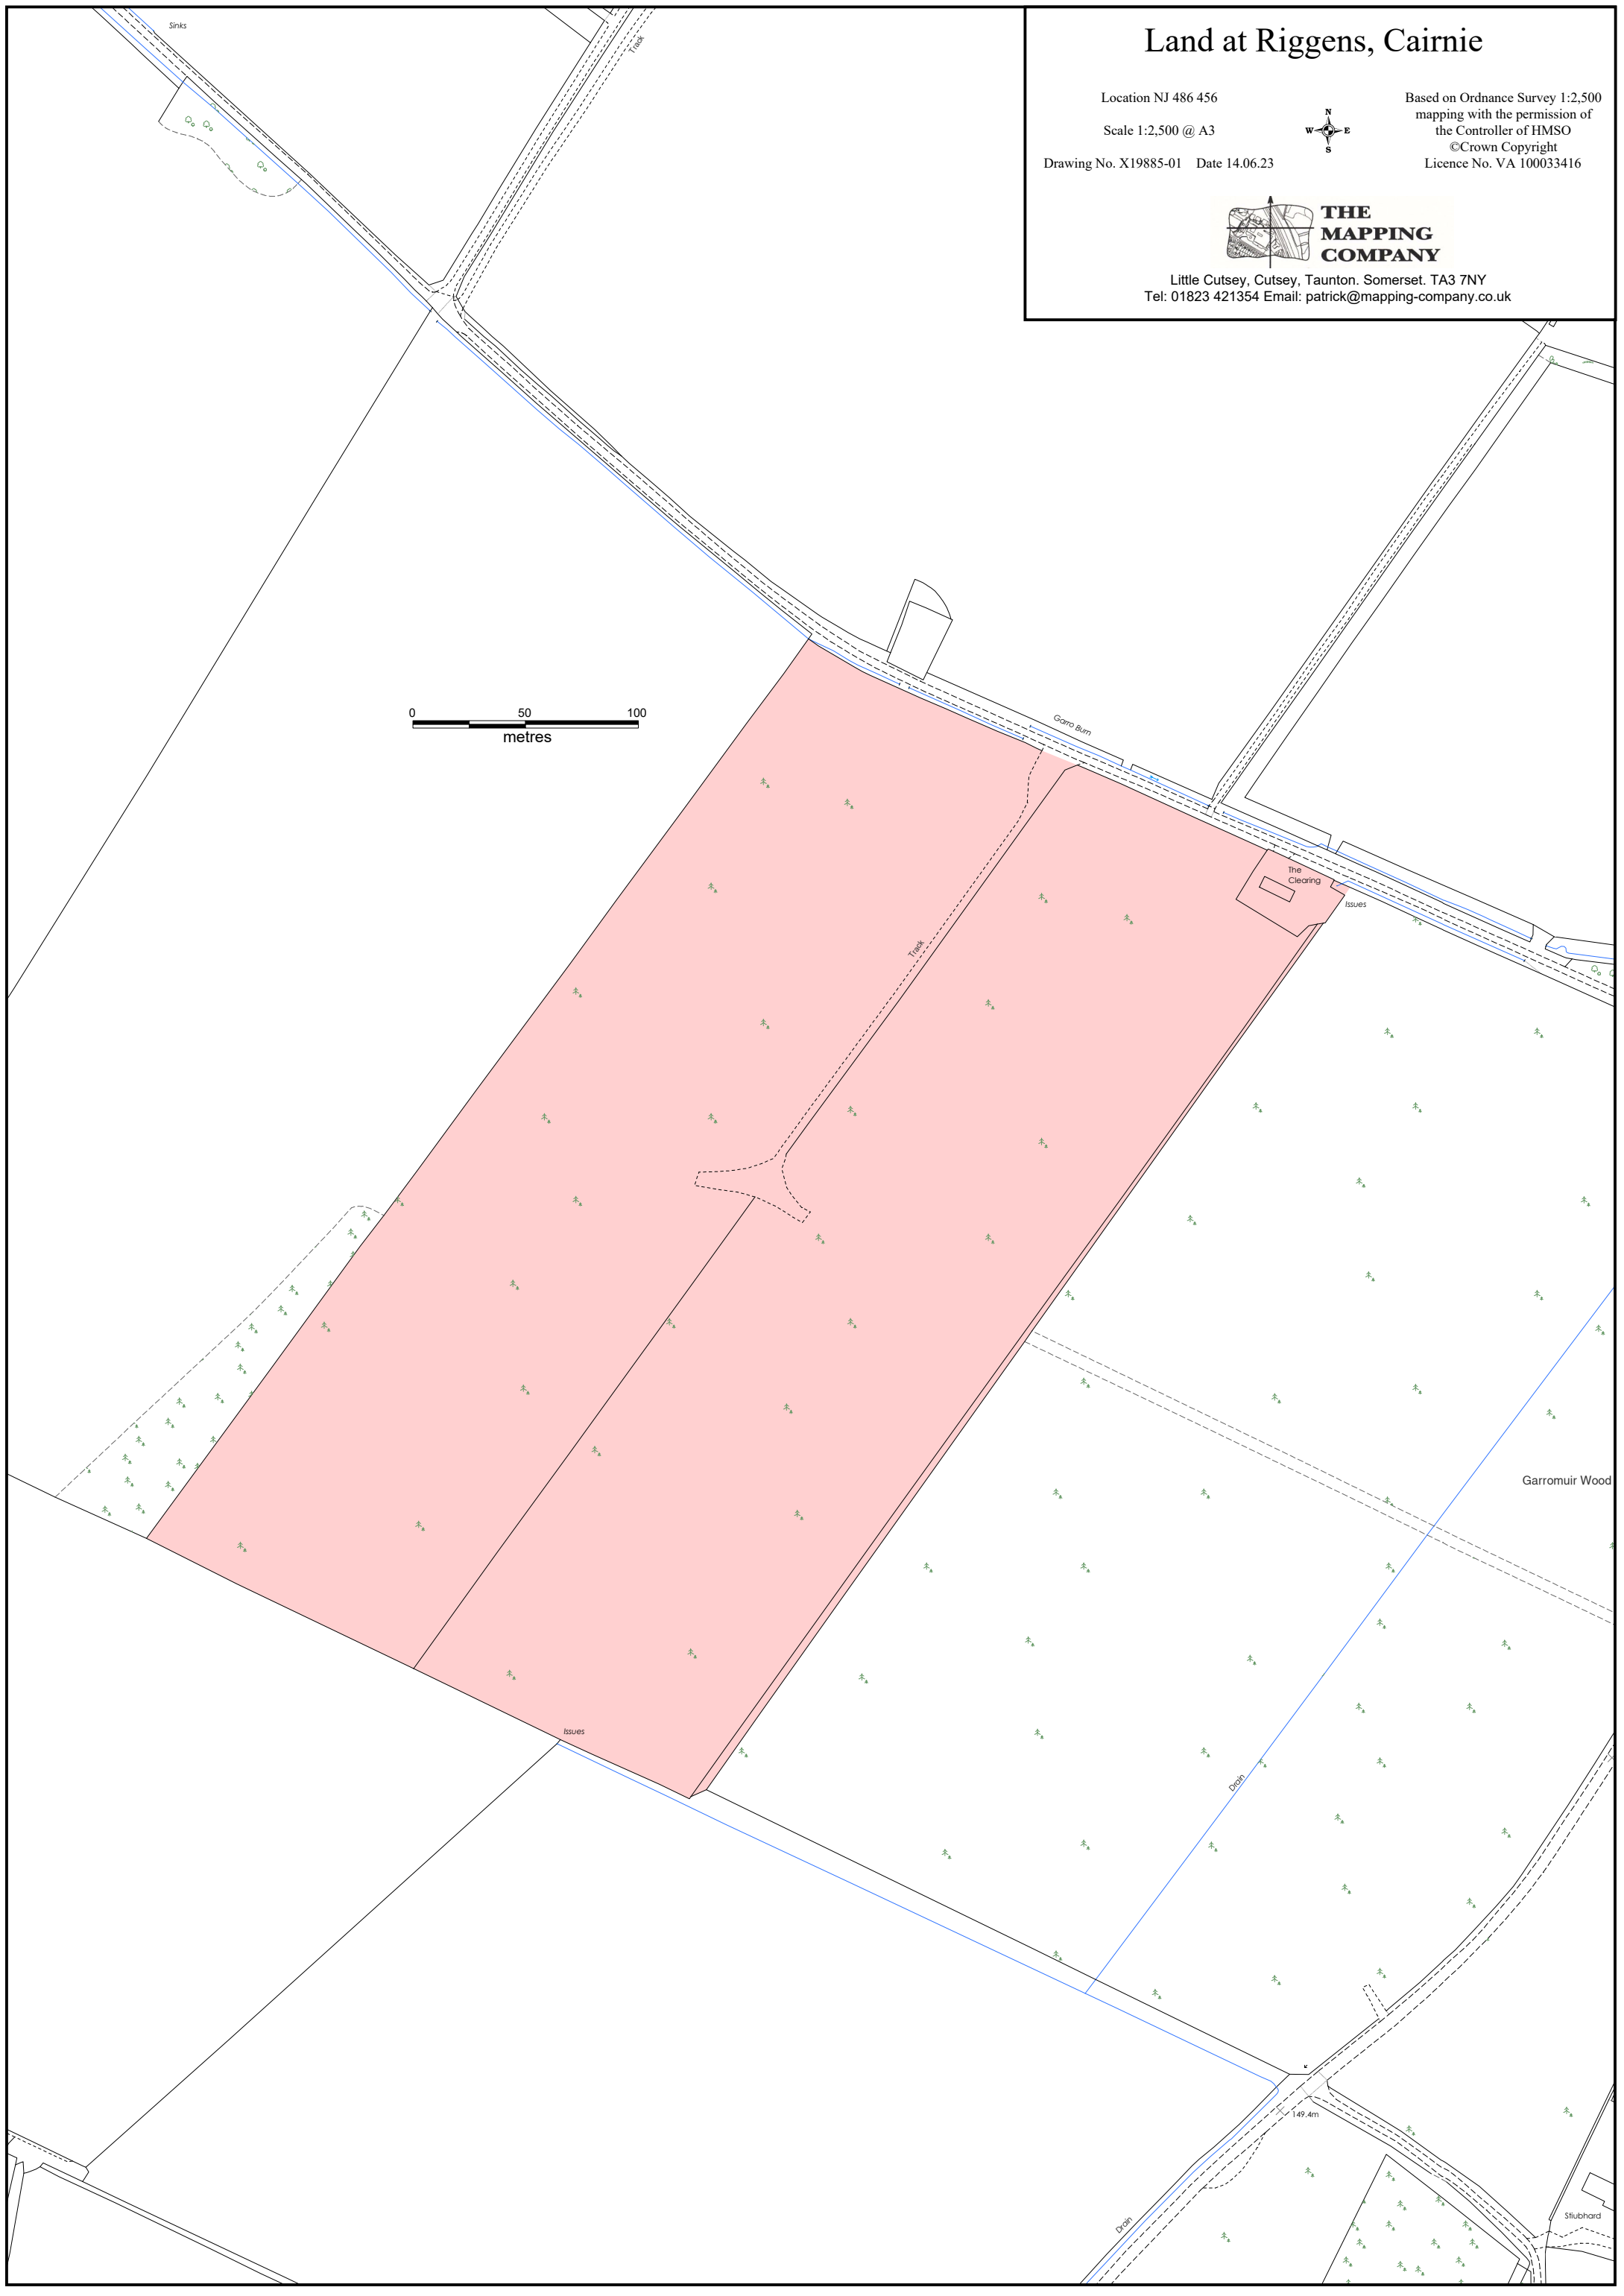 Land at Riggens, Cairnie
Location NJ 486 456
Scale 1:2,500 @ A3
Drawing No. X19885-01 Date 14.06.23
N
W E
S
Based on Ordnance Survey 1:2,500
mapping with the permission of
the Controller of HMSO
©Crown Copyright
Licence No. VA 100033416
THE
MAPPING
COMPANY
Little Cutsey, Cutsey, Taunton. Somerset. TA3 7NY
Tel: 01823 421354 Email: patrick@mapping-company.co.uk
Sinks
Track
0 50 100
metres
Garro Burn
The
Clearing
Issues
Track
Garromuir Wood
Issues
Drain
149.4m
Drain
Stiubhard